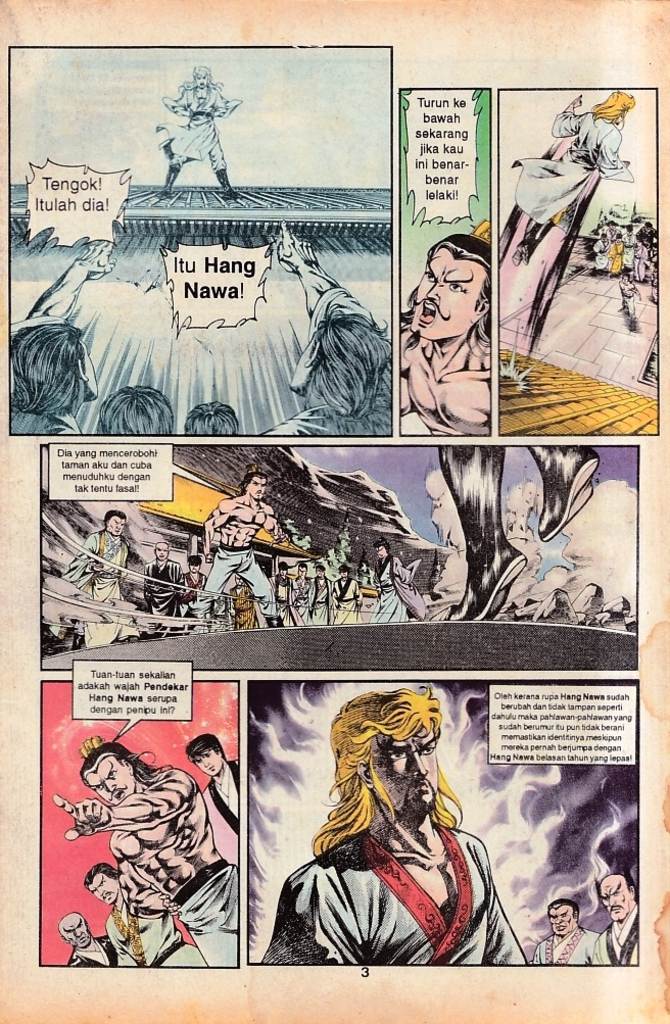 Tengok!
Itulah dia!
Itu Hang
Nawa!
Turun ke
bawah
sekarang
jika kau
ini benar-
benar
lelaki!
Dia yang mencerobohi
taman aku dan cuba
menuduhku dengan
tak tentu fasal!
Tuan-tuan sekalian
adakah wajah Pendekar
Hang Nawa serupa
dengan penipu ini?
Oleh kerana rupa Hang Nawa sudah
berubah dan tidak tampan seperti
dahulu maka pahlawan-pahlawan yang
sudah berumur itu pun tidak berani
memastikan identitinya meskipun
mereka pernah berjumpa dengan
Hang Nawa belasan tahun yang lepas!
3